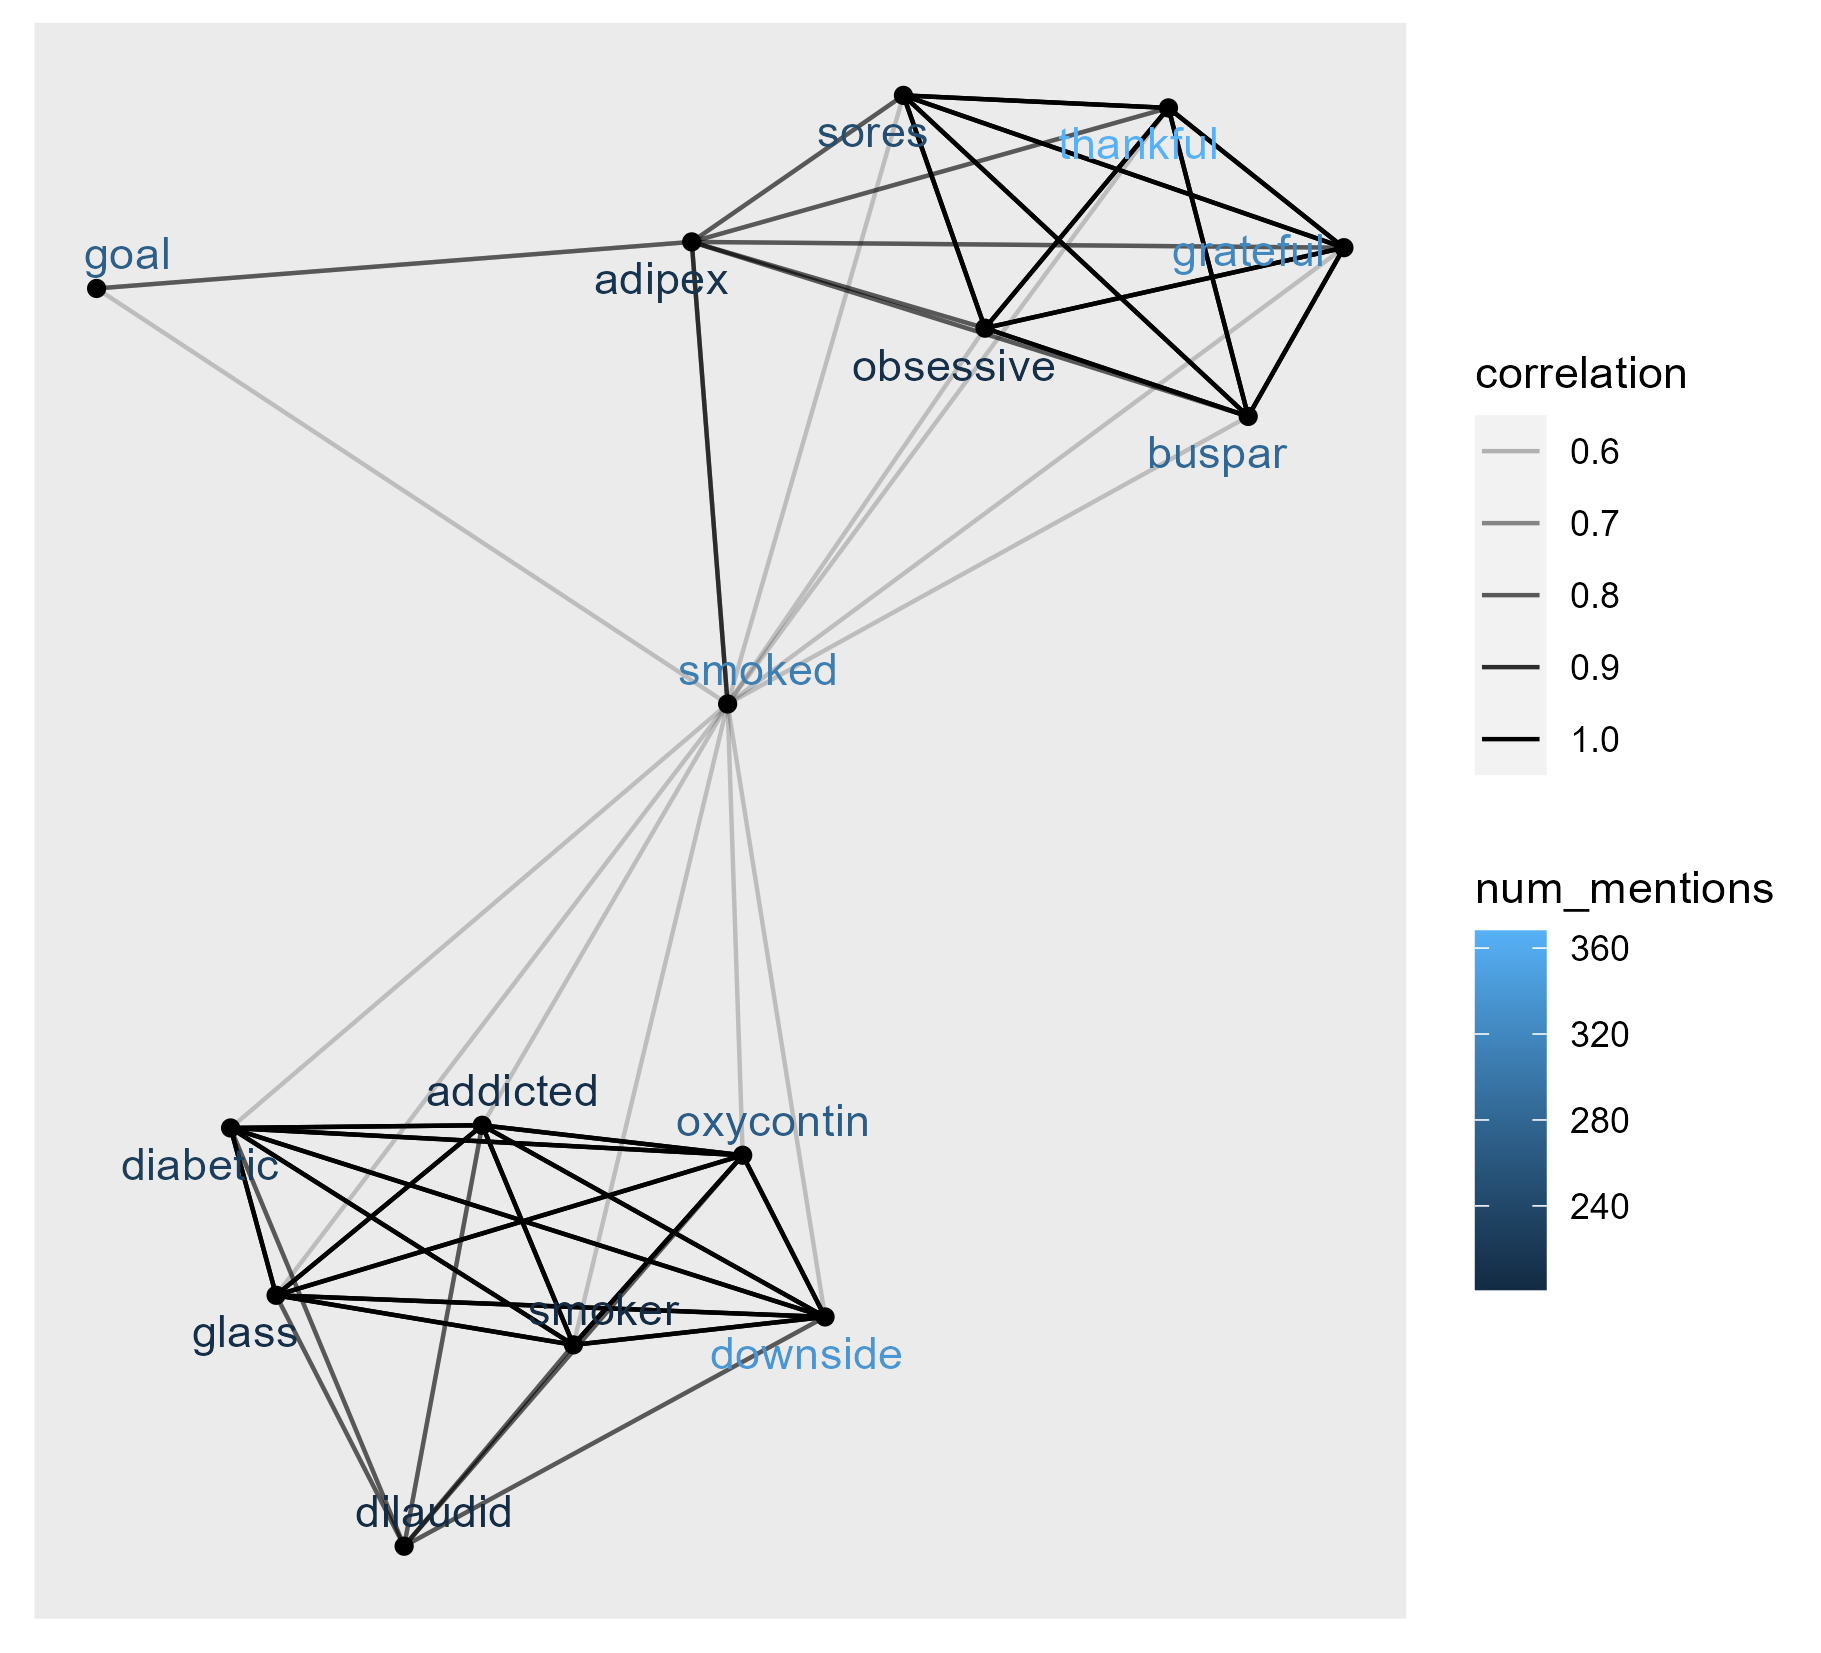 sores
thankful
goal
grateful
adipex
obsessive
buspar
smoked
addicted
oxycontin
diabetic
smoker
glass
downside
dilaudid
correlation
0.6
0.7
0.8
0.9
1.0
num_mentions
360
320
280
240